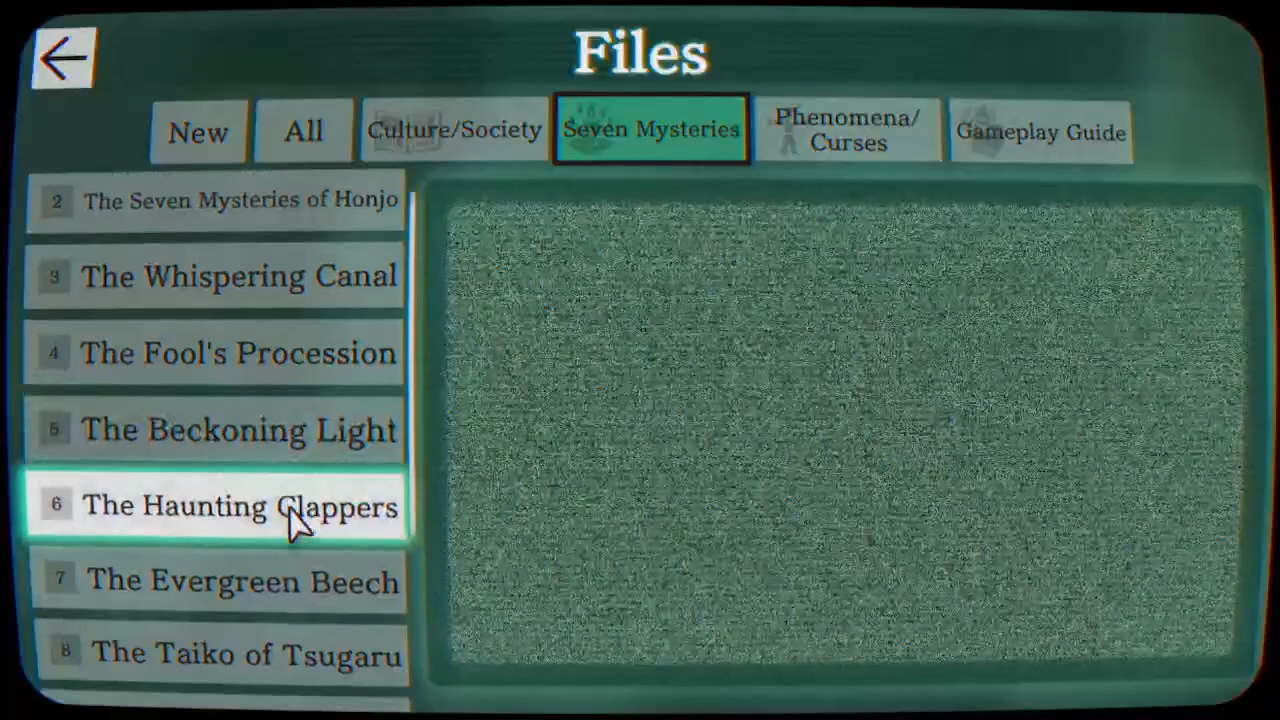 Files
New
All
Culture/Society
Seven Mysteries
Phenomena/
Curses
Gameplay Guide
2 The Seven Mysteries of Honjo
3 The Whispering Canal
4 The Fool's Procession
5 The Beckoning Light
6 The Haunting Clappers
7 The Evergreen Beech
8 The Taiko of Tsugaru